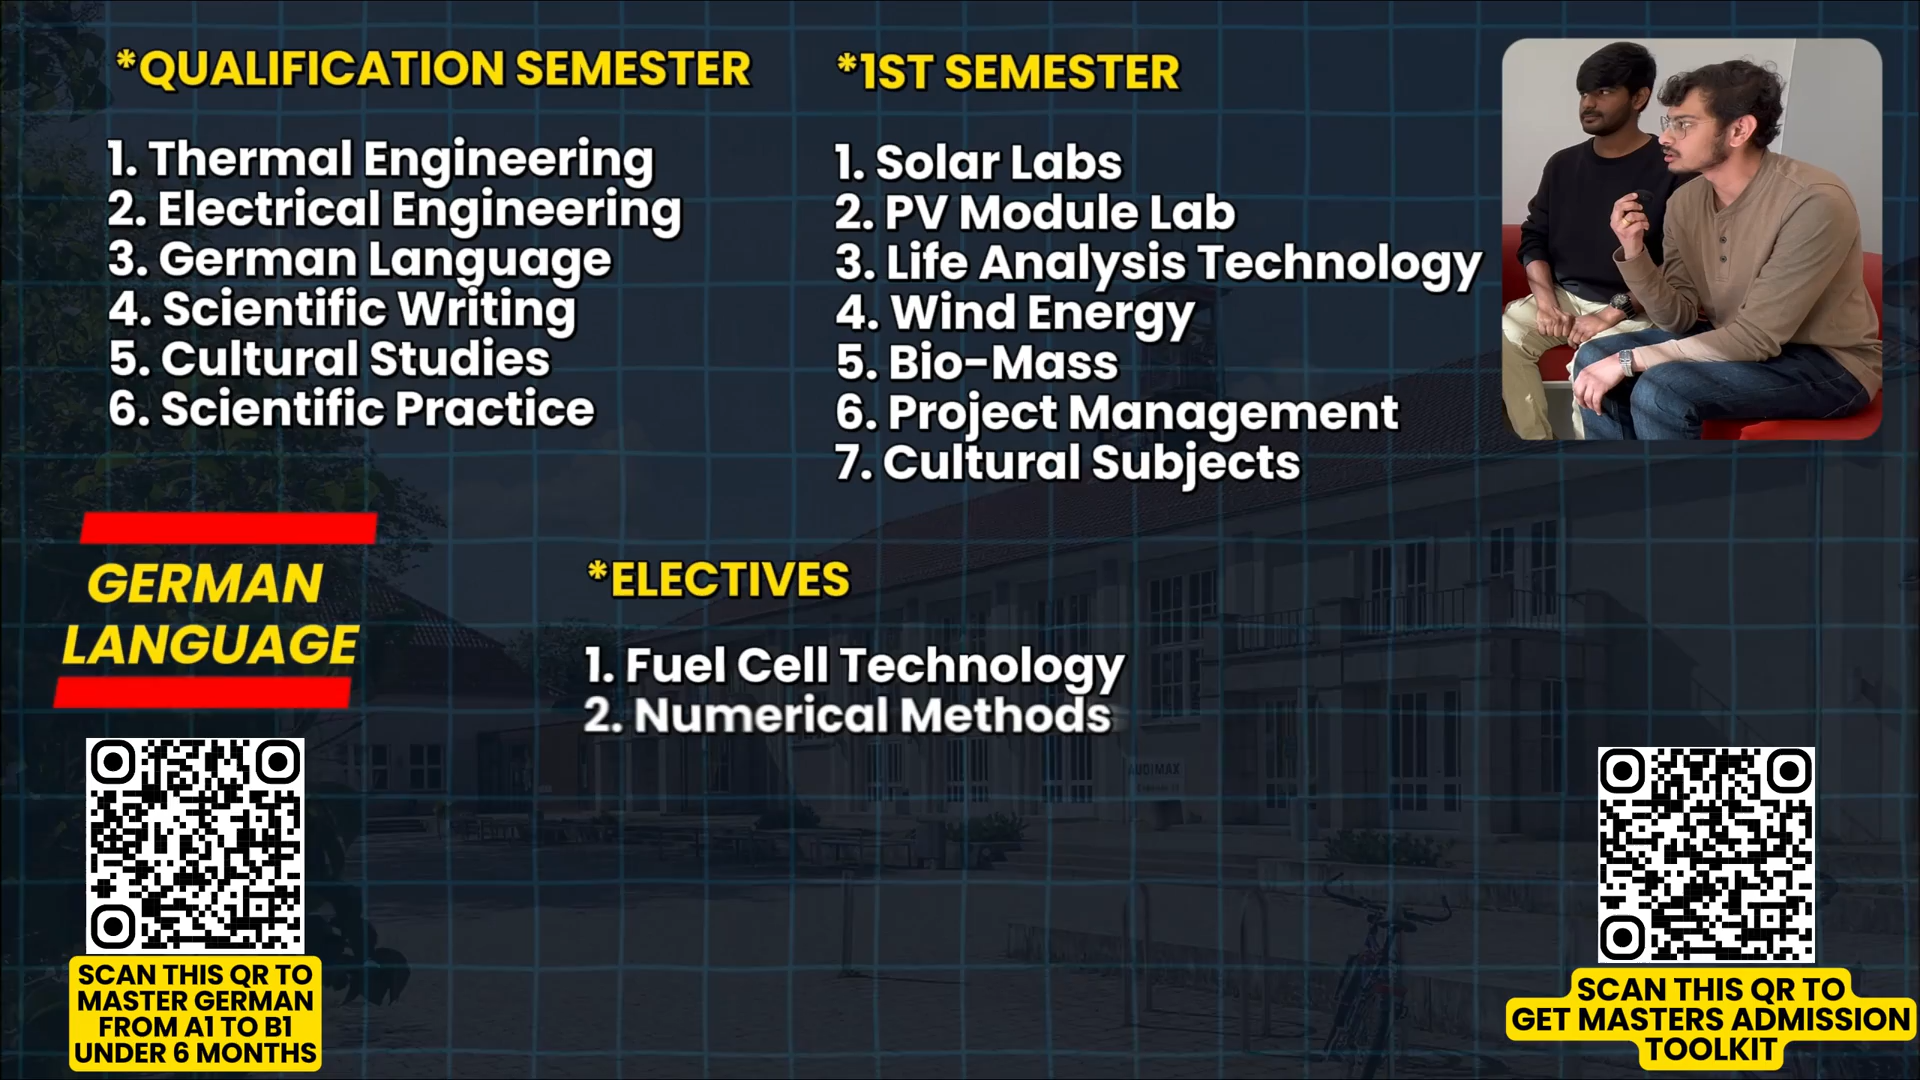 *QUALIFICATION SEMESTER
1. Thermal Engineering
2. Electrical Engineering
3. German Language
4. Scientific Writing
5. Cultural Studies
6. Scientific Practice
*1ST SEMESTER
1. Solar Labs
2. PV Module Lab
3. Life Analysis Technology
4. Wind Energy
5. Bio-Mass
6. Project Management
7. Cultural Subjects
*ELECTIVES
1. Fuel Cell Technology
2. Numerical Methods
GERMAN
LANGUAGE
AUDIMAX
SCAN THIS QR TO
MASTER GERMAN
FROM A1 TO B1
UNDER 6 MONTHS
SCAN THIS QR TO
GET MASTERS ADMISSION
TOOLKIT